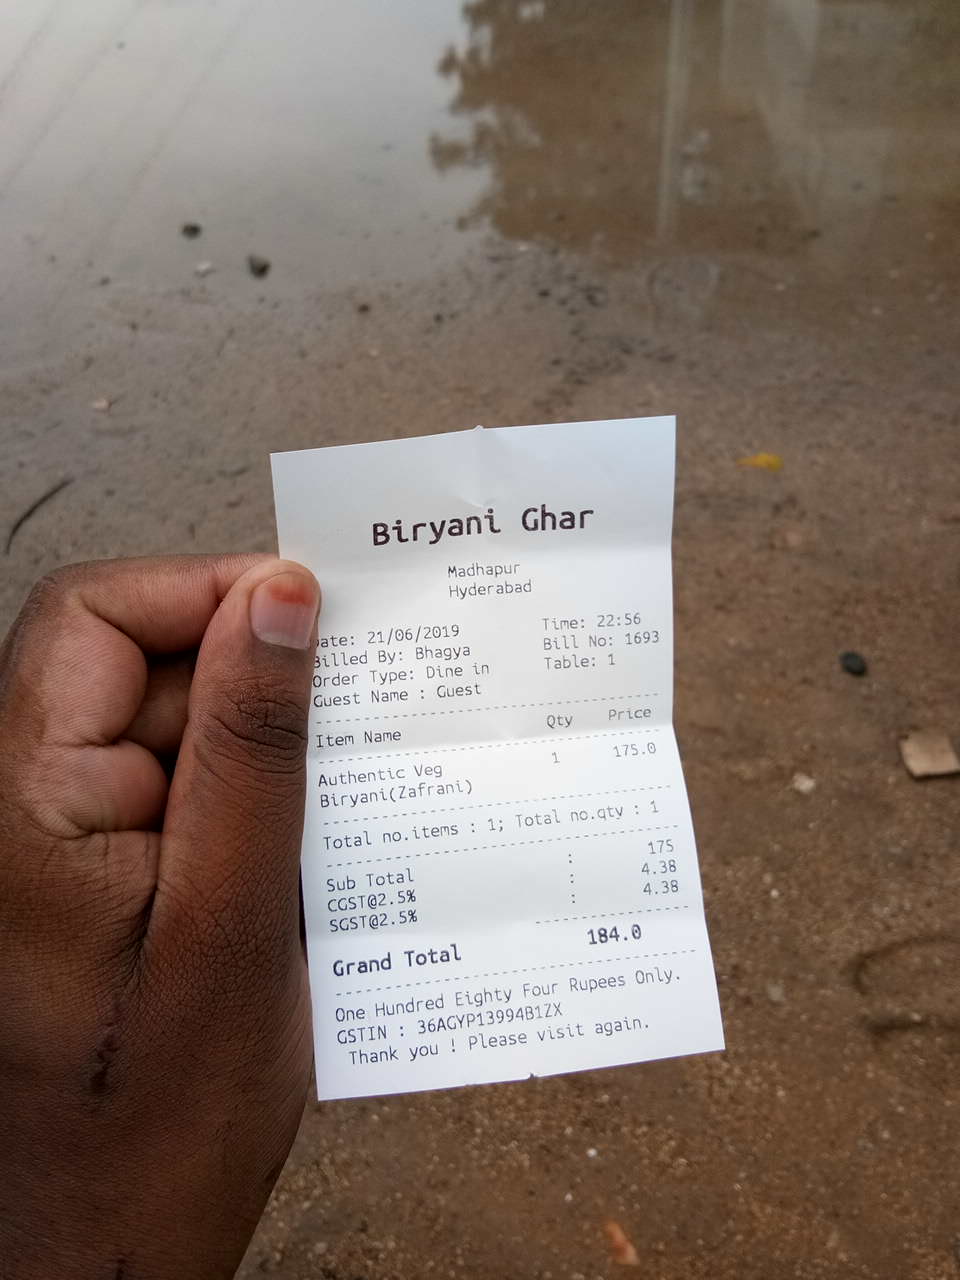 Biryani Ghar
Madhapur
Hyderabad
Date: 21/06/2019 Time: 22:56
Billed By: Bhagya Bill No: 1693
Order Type: Dine in Table: 1
Guest Name : Guest
Item Name Qty Price
Authentic Veg 1 175.0
Biryani(Zafrani)
Total no.items : 1; Total no.qty : 1
Sub Total : 175
CGST@2.5% : 4.38
SGST@2.5% : 4.38
Grand Total 184.0
One Hundred Eighty Four Rupees Only.
GSTIN : 36AGYP13994B1ZX
Thank you ! Please visit again.